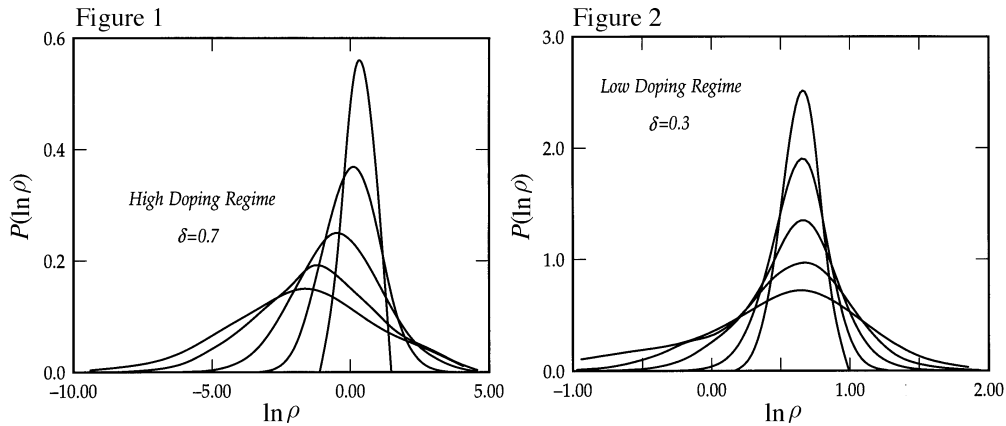 Figure 1
0.6
0.4
0.2
0.0
P(ln ρ)
High Doping Regime
δ=0.7
−10.00 −5.00 0.00 5.00
ln ρ
Figure 2
3.0
2.0
1.0
0.0
P(ln ρ)
Low Doping Regime
δ=0.3
−1.00 0.00 1.00 2.00
ln ρ